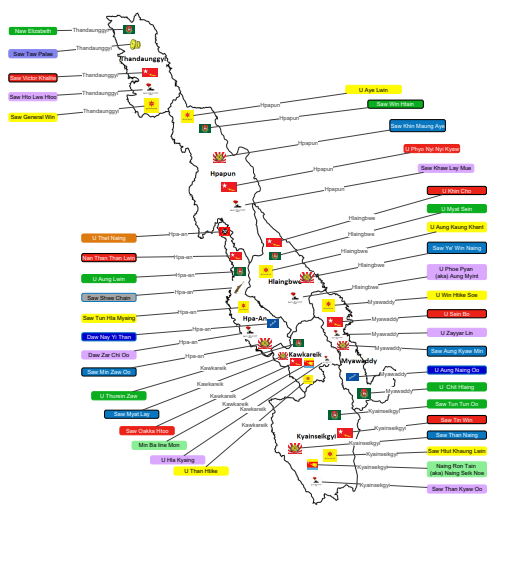 Naw Elizabeth
Thandaunggyi
Saw Taw Palae
Thandaunggyi
Thandaunggyi
Saw Victor Khalila
Thandaunggyi
Saw Hto Lwe Htoo
Thandaunggyi
Saw General Win
Thandaunggyi
U Aye Lwin
Hpapun
Saw Win Htain
Hpapun
Saw Khin Maung Aye
Hpapun
U Phyo Nyi Nyi Kyaw
Hpapun
Saw Khaw Lay Mue
Hpapun
Hpapun
U Khin Cho
Hlaingbwe
U Myat Sein
Hlaingbwe
U Aung Kaung Khant
Hlaingbwe
Saw Ye' Win Naing
Hlaingbwe
U Phoe Pyan
(aka) Aung Myint
Hlaingbwe
Hlaingbwe
U Thet Naing
Hpa-an
Nan Than Than Lwin
Hpa-an
U Aung Lwin
Hpa-an
Saw Shee Chain
Hpa-an
Saw Tun Hla Myaing
Hpa-an
Daw Nay Yi Than
Hpa-an
Daw Zar Chi Oo
Hpa-an
Saw Min Zaw Oo
Hpa-an
Hpa-An
U Win Htike Soe
Myawaddy
U Sein Bo
Myawaddy
U Zayyar Lin
Myawaddy
Saw Aung Kyaw Min
Myawaddy
U Aung Naing Oo
Myawaddy
U Chit Hlaing
Myawaddy
Myawaddy
Kawkareik
U Thurein Zaw
Kawkareik
Saw Myat Lay
Kawkareik
Saw Oakka Htoo
Kawkareik
Min Ba Ine Mon
Kawkareik
U Hla Kyaing
Kawkareik
U Than Htike
Kawkareik
Saw Tun Tun Oo
Kyainseikgyi
Saw Tin Win
Kyainseikgyi
Saw Than Naing
Kyainseikgyi
Saw Htut Khaung Lwin
Kyainseikgyi
Naing Ron Tain
(aka) Naing Seik Noe
Kyainseikgyi
Saw Than Kyaw Oo
Kyainseikgyi
Kyainseikgyi